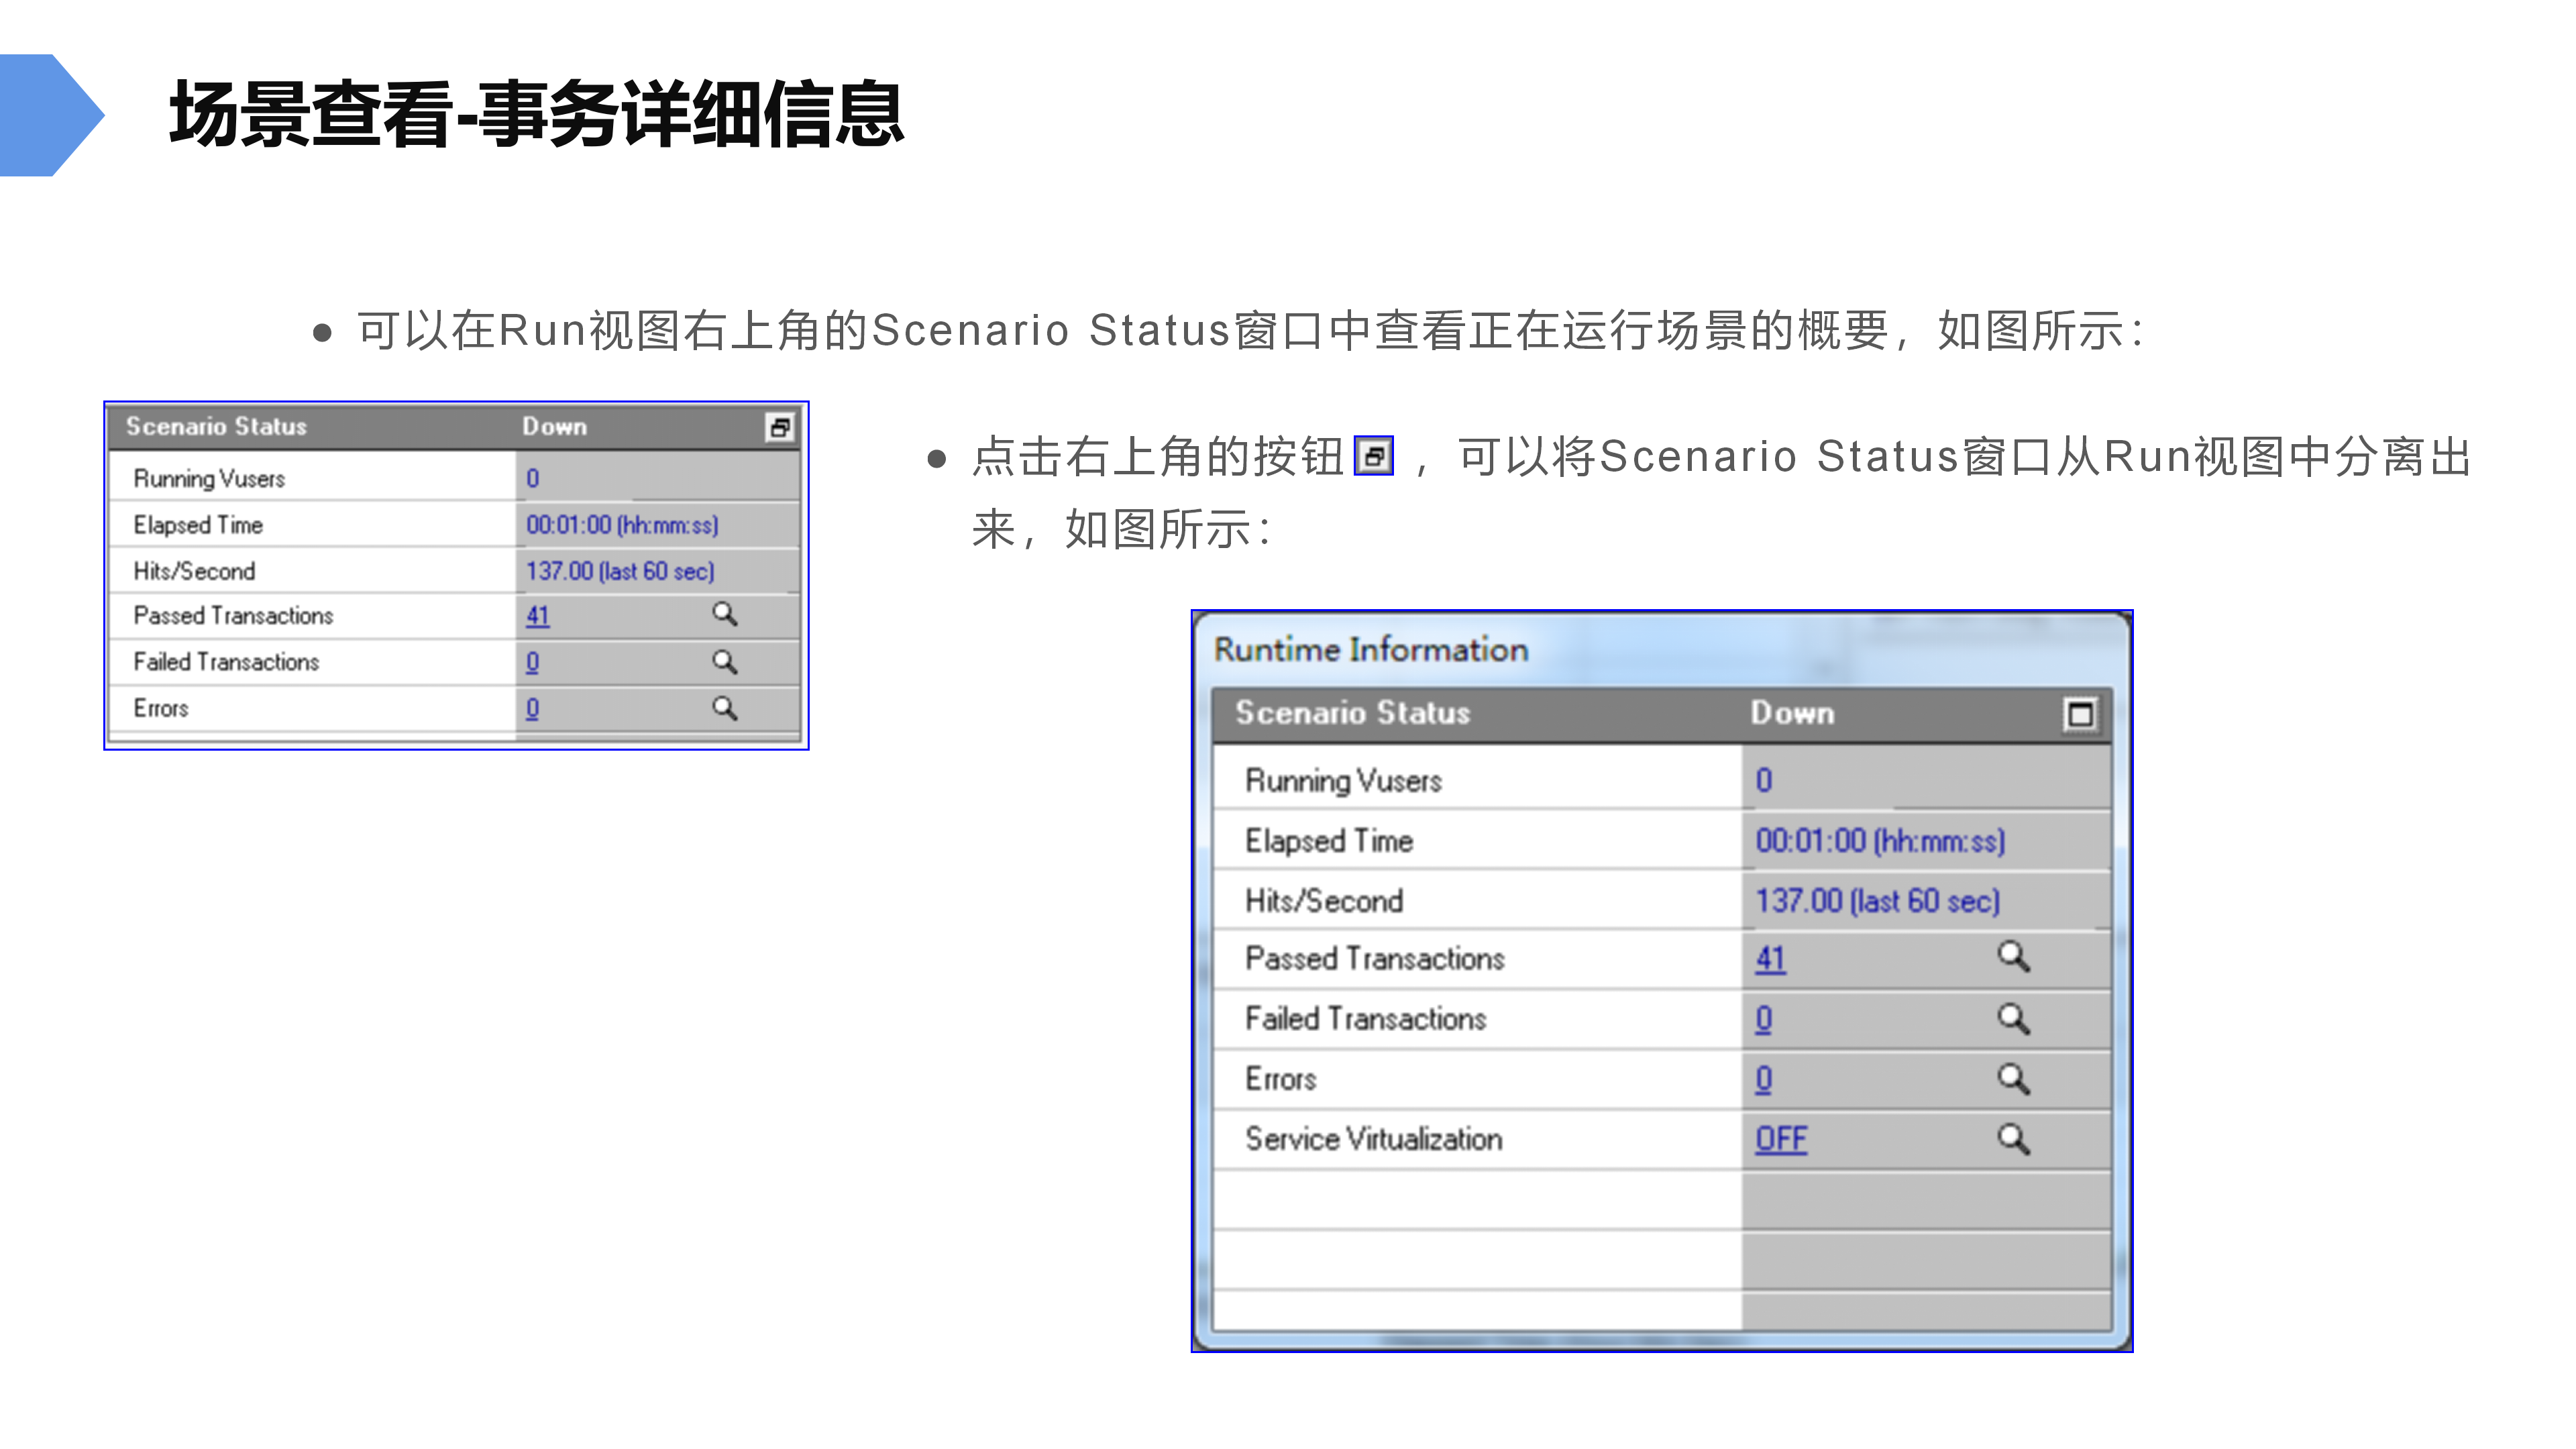 场景查看-事务详细信息
● 可以在Run视图右上角的Scenario Status窗口中查看正在运行场景的概要，如图所示：
Scenario Status Down
Running Vusers 0
Elapsed Time 00:01:00 (hh:mm:ss)
Hits/Second 137.00 (last 60 sec)
Passed Transactions 41
Failed Transactions 0
Errors 0
● 点击右上角的按钮 ，可以将Scenario Status窗口从Run视图中分离出
来，如图所示：
Runtime Information
Scenario Status Down
Running Vusers 0
Elapsed Time 00:01:00 (hh:mm:ss)
Hits/Second 137.00 (last 60 sec)
Passed Transactions 41
Failed Transactions 0
Errors 0
Service Virtualization OFF